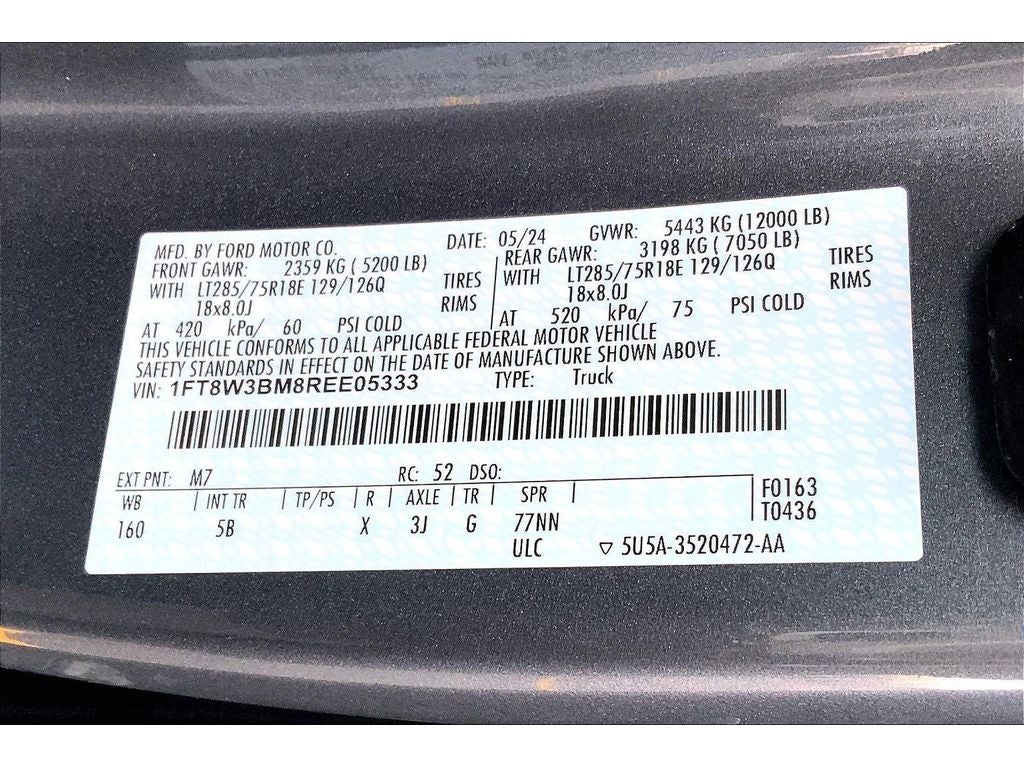 MFD. BY FORD MOTOR CO. DATE: 05/24 GVWR: 5443 KG (12000 LB)
FRONT GAWR: 2359 KG ( 5200 LB) REAR GAWR: 3198 KG ( 7050 LB)
WITH LT285/75R18E 129/126Q TIRES WITH LT285/75R18E 129/126Q TIRES
18x8.0J RIMS 18x8.0J RIMS
AT 420 kPa/ 60 PSI COLD AT 520 kPa/ 75 PSI COLD
THIS VEHICLE CONFORMS TO ALL APPLICABLE FEDERAL MOTOR VEHICLE
SAFETY STANDARDS IN EFFECT ON THE DATE OF MANUFACTURE SHOWN ABOVE.
VIN: 1FT8W3BM8REE05333 TYPE: Truck
EXT PNT: M7 RC: 52 DSO:
WB INT TR TP/PS R AXLE TR SPR F0163
160 5B X 3J G 77NN T0436
ULC ▽ 5U5A-3520472-AA